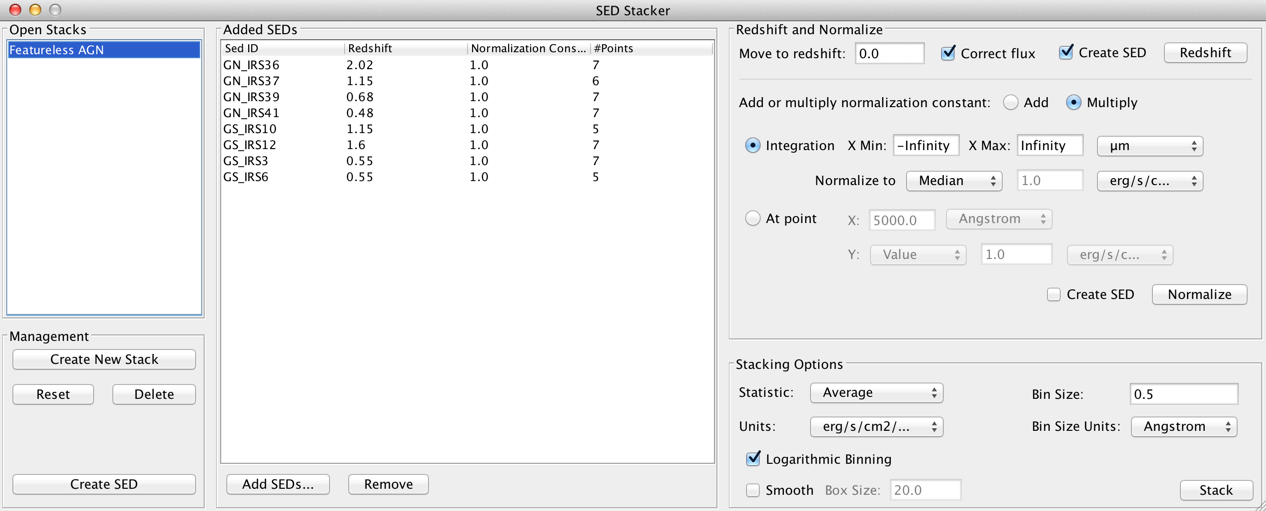 SED Stacker
Open Stacks
Featureless AGN
Management
Create New Stack
Reset Delete
Create SED
Added SEDs
Sed ID Redshift Normalization Cons... #Points
GN_IRS36 2.02 1.0 7
GN_IRS37 1.15 1.0 6
GN_IRS39 0.68 1.0 7
GN_IRS41 0.48 1.0 7
GS_IRS10 1.15 1.0 5
GS_IRS12 1.6 1.0 7
GS_IRS3 0.55 1.0 7
GS_IRS6 0.55 1.0 5
Add SEDs... Remove
Redshift and Normalize
Move to redshift: 0.0 Correct flux Create SED Redshift
Add or multiply normalization constant: Add Multiply
Integration X Min: -Infinity X Max: Infinity µm
Normalize to Median 1.0 erg/s/c...
At point X: 5000.0 Angstrom
Y: Value 1.0 erg/s/c...
Create SED Normalize
Stacking Options
Statistic: Average Bin Size: 0.5
Units: erg/s/cm2/... Bin Size Units: Angstrom
Logarithmic Binning
Smooth Box Size: 20.0 Stack